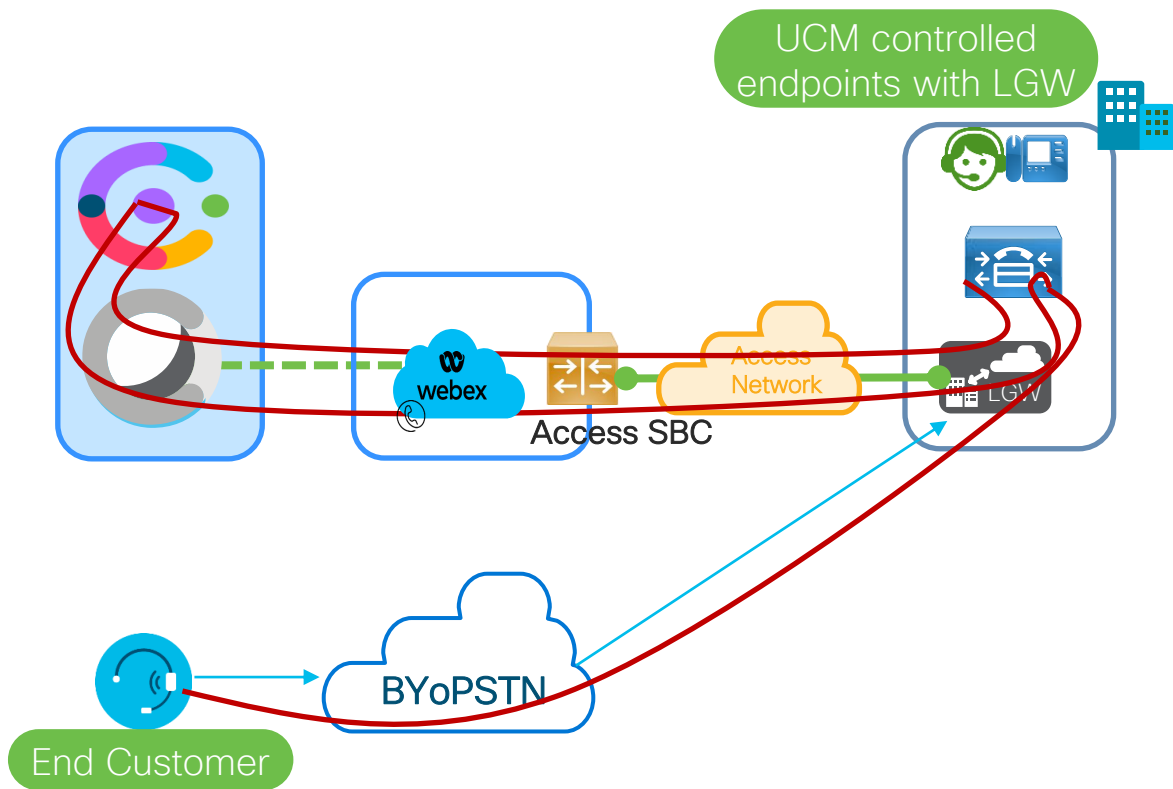 UCM controlled
endpoints with LGW
webex
Access
Network
LGW
Access SBC
BYoPSTN
End Customer